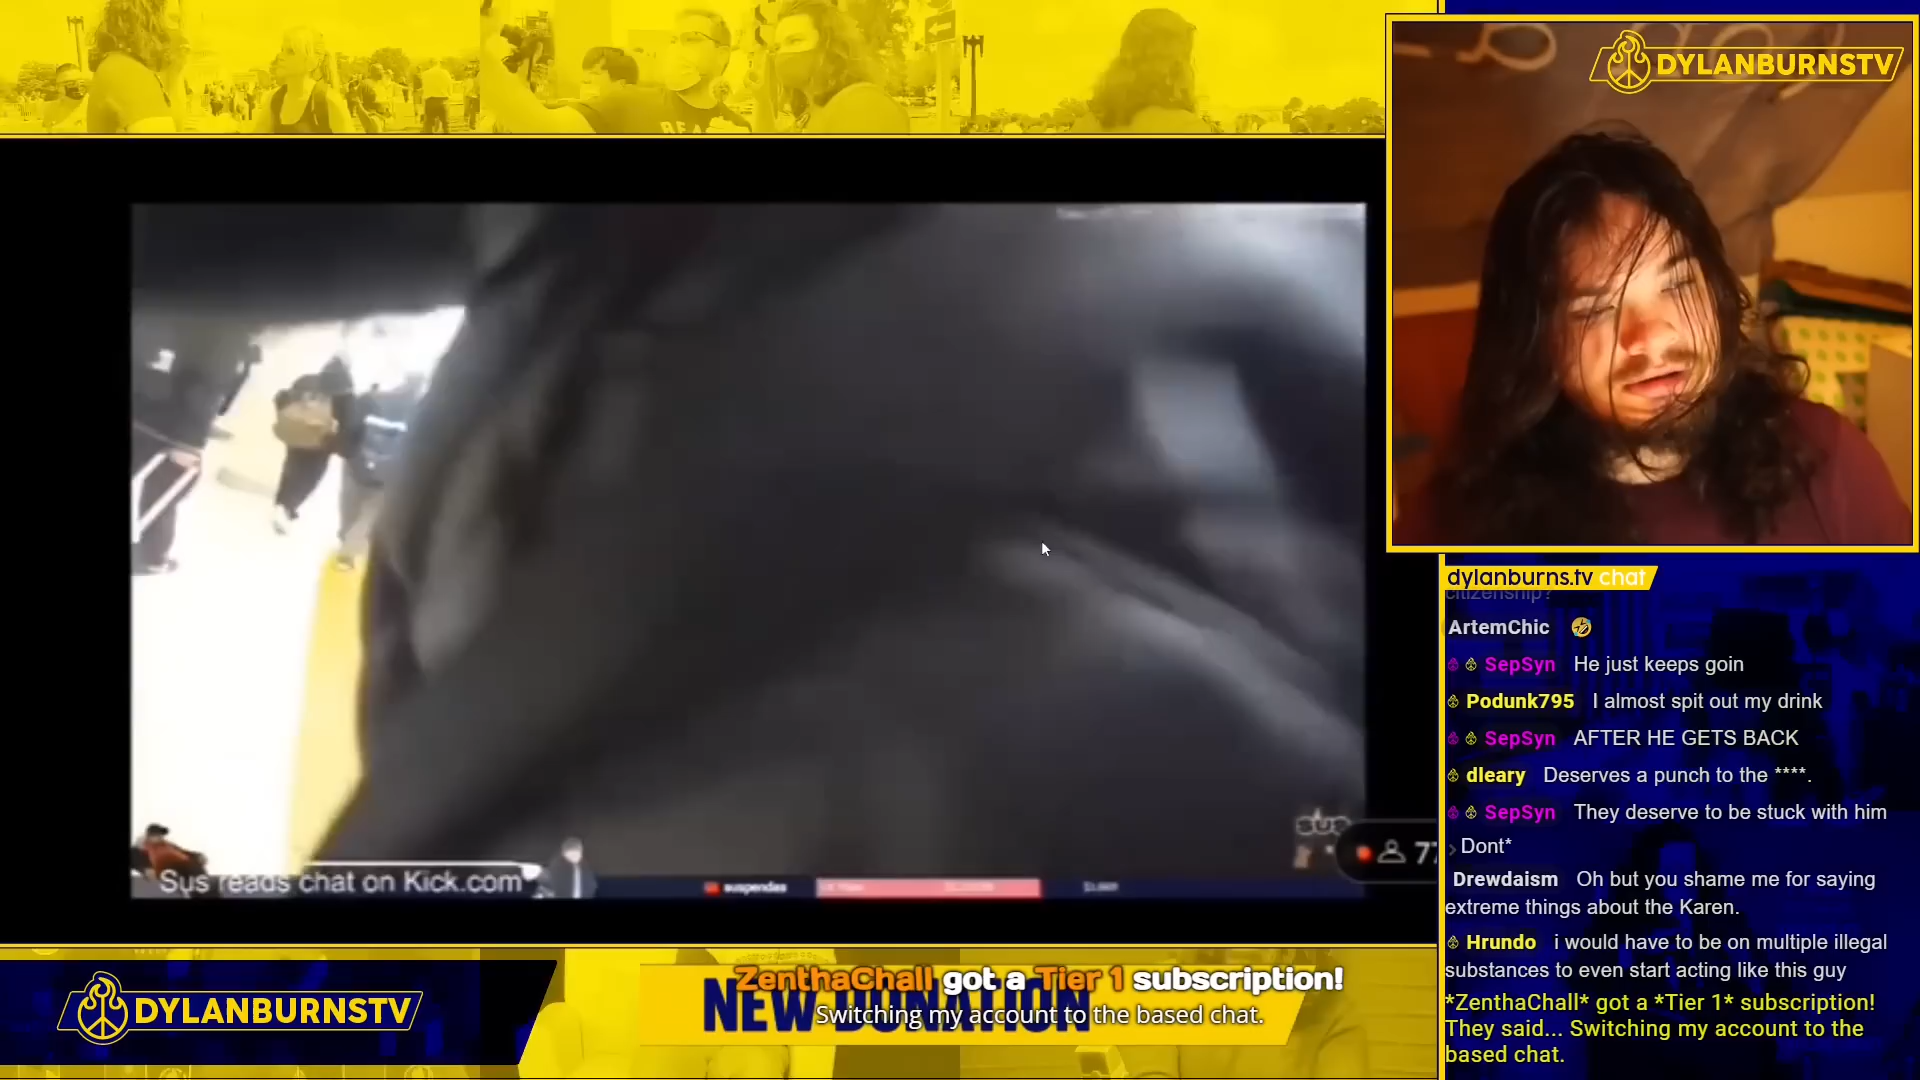 DYLANBURNSTV
sus
77
Sus reads chat on Kick.com
suspendas
dylanburns.tv chat
citizenship?
ArtemChic 🤣
SepSyn He just keeps goin
Podunk795 I almost spit out my drink
SepSyn AFTER HE GETS BACK
dleary Deserves a punch to the ****.
SepSyn They deserve to be stuck with him
Dont*
Drewdaism Oh but you shame me for saying
extreme things about the Karen.
Hrundo i would have to be on multiple illegal
substances to even start acting like this guy
*ZenthaChall* got a *Tier 1* subscription!
They said... Switching my account to the
based chat.
DYLANBURNSTV
ZenthaChall got a Tier 1 subscription!
NEW DONATION
Switching my account to the based chat.